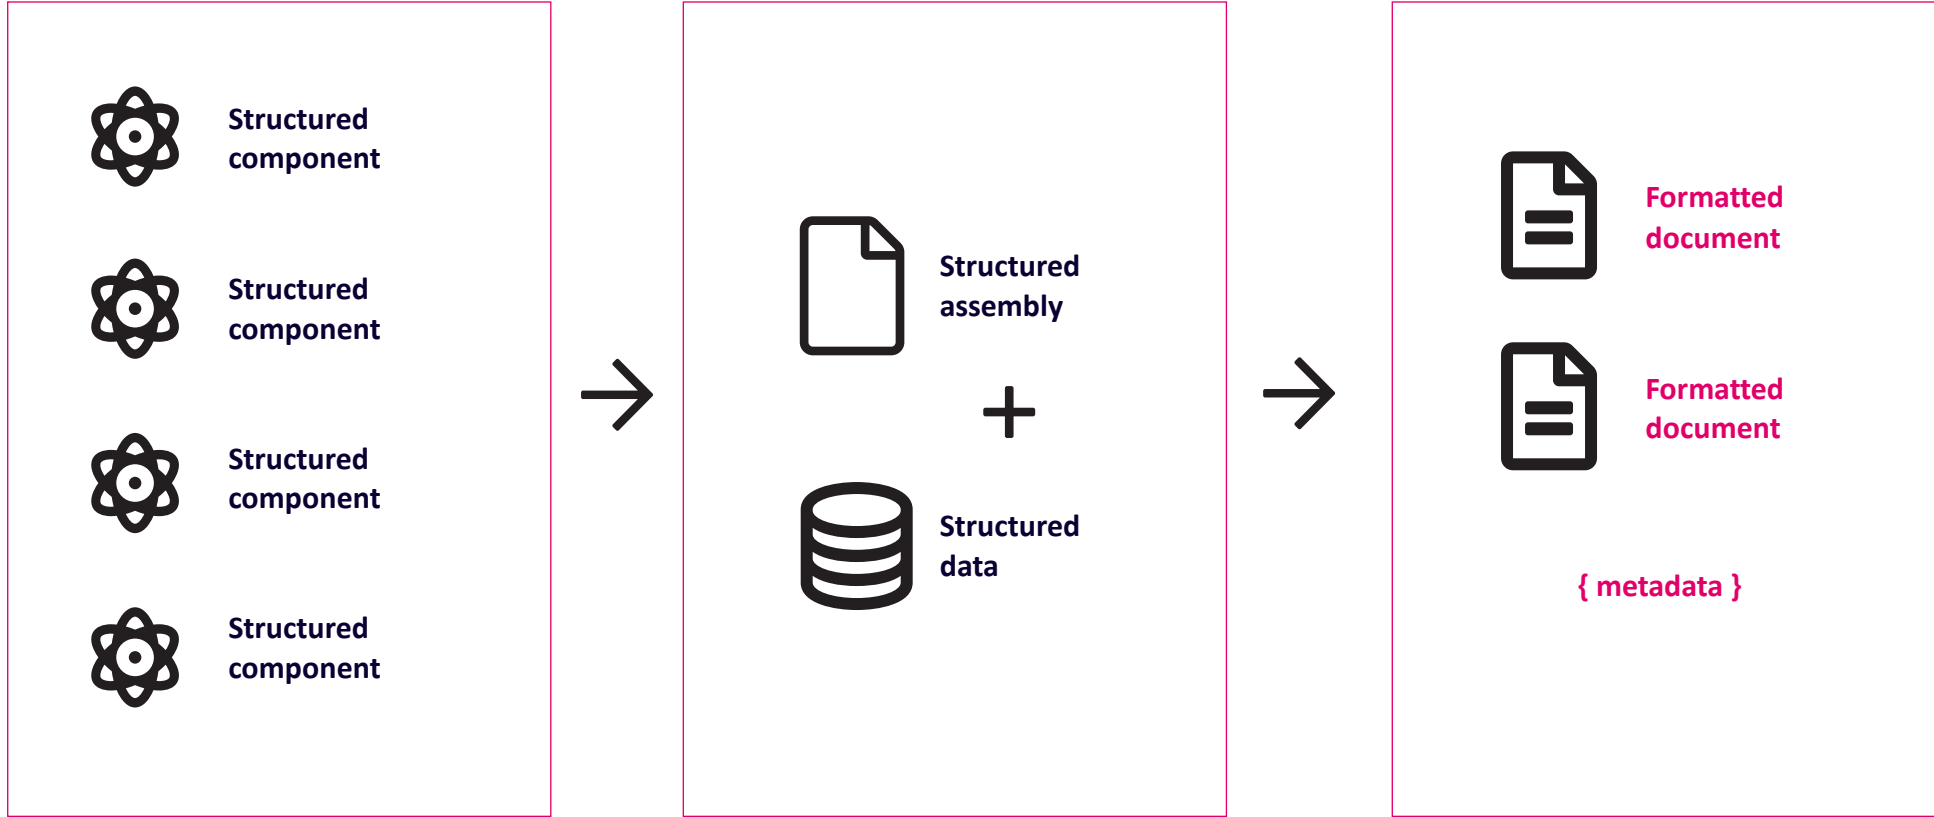 Structured
component
Structured
component
Structured
component
Structured
component
Structured
assembly
+
Structured
data
Formatted
document
Formatted
document
{ metadata }